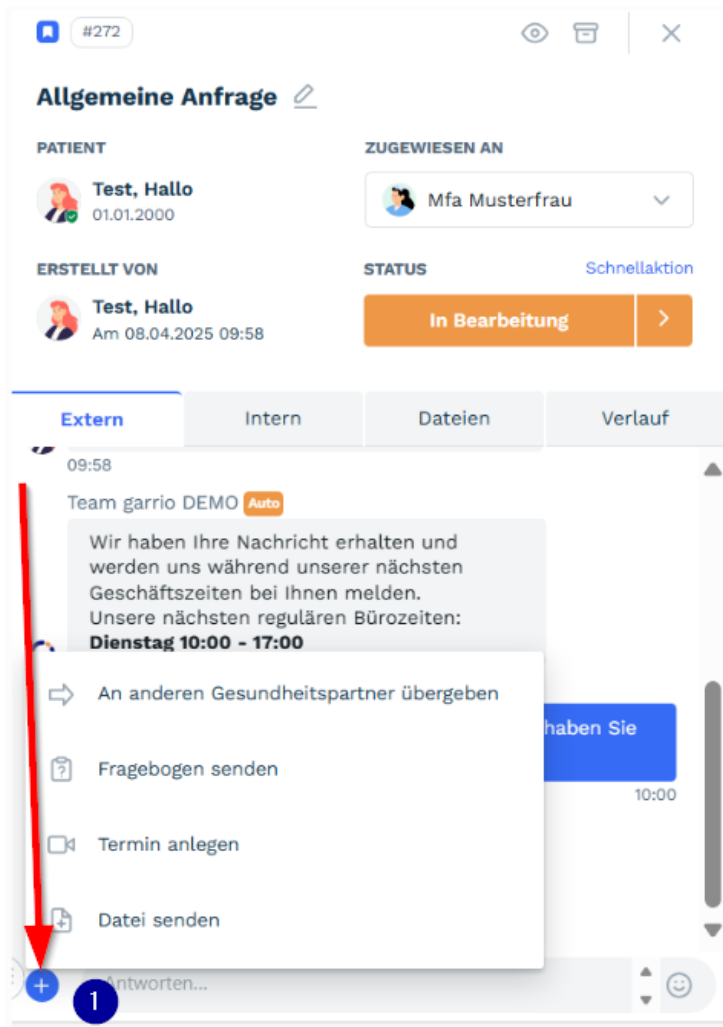 #272
Allgemeine Anfrage
PATIENT
ZUGEWIESEN AN
Test, Hallo
01.01.2000
Mfa Musterfrau
ERSTELLT VON
STATUS
Schnellaktion
Test, Hallo
Am 08.04.2025 09:58
In Bearbeitung
Extern
Intern
Dateien
Verlauf
09:58
Team garrio DEMO Auto
Wir haben Ihre Nachricht erhalten und
werden uns während unserer nächsten
Geschäftszeiten bei Ihnen melden.
Unsere nächsten regulären Bürozeiten:
Dienstag 10:00 - 17:00
haben Sie
10:00
An anderen Gesundheitspartner übergeben
Fragebogen senden
Termin anlegen
Datei senden
1
Antworten...